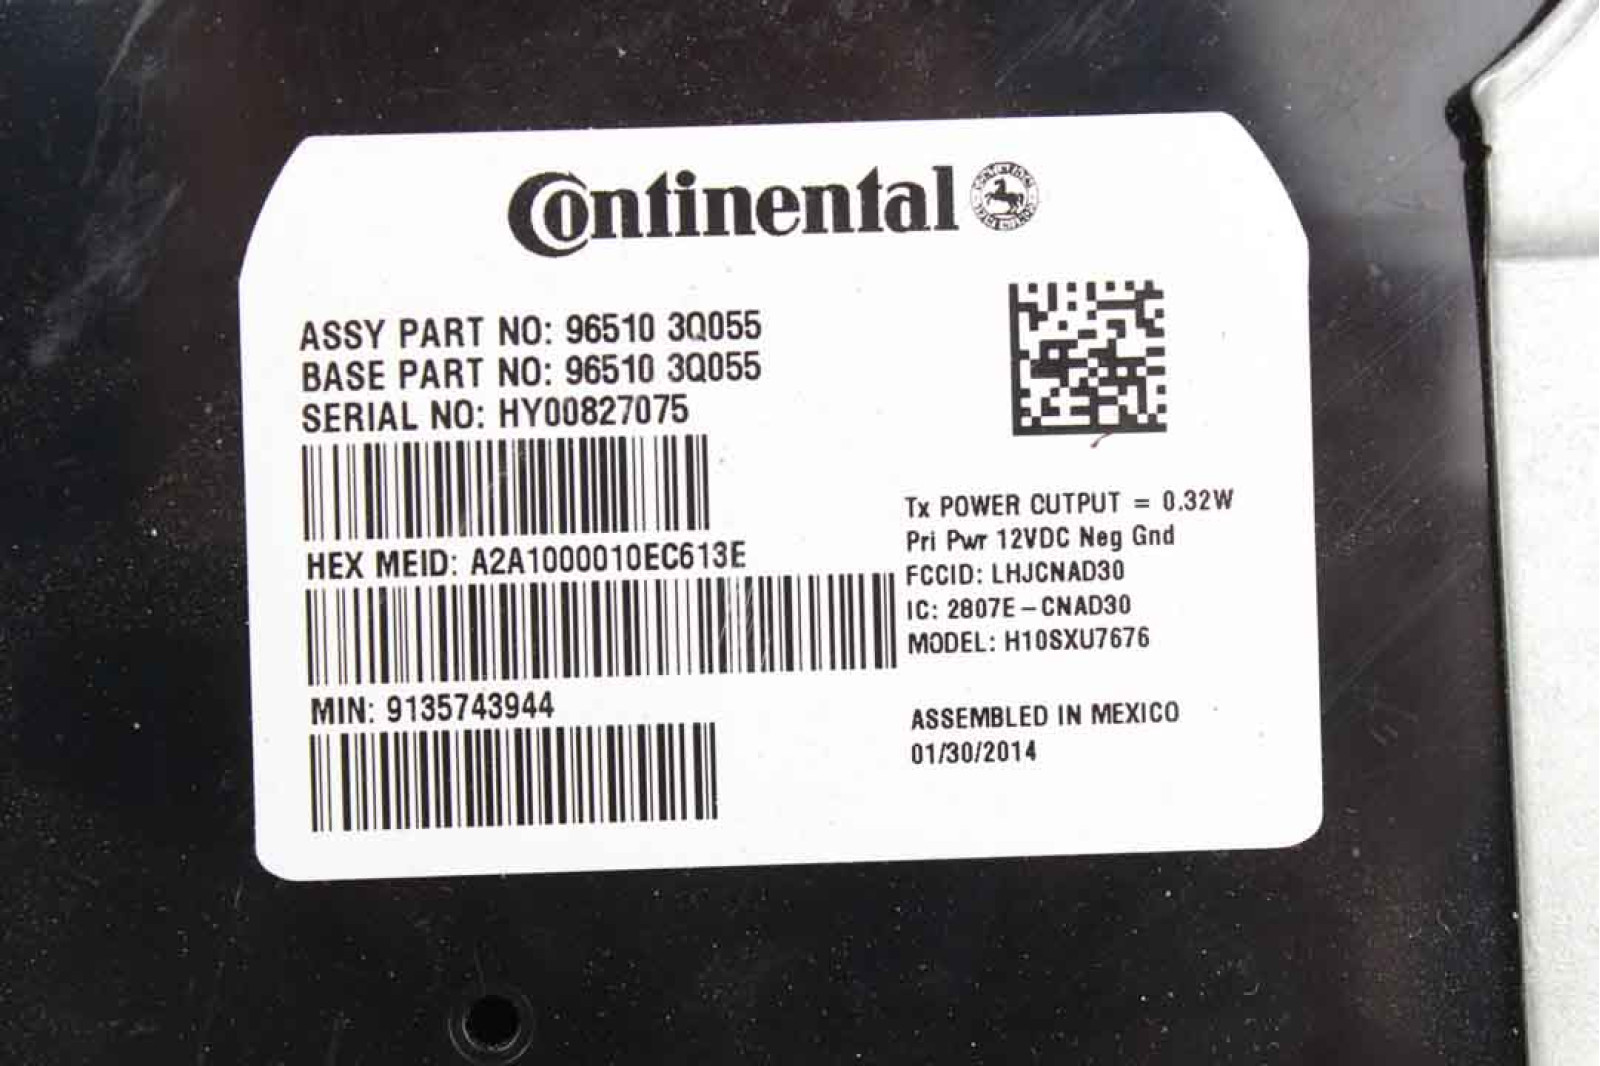 Continental
ASSY PART NO: 96510 3Q055
BASE PART NO: 96510 3Q055
SERIAL NO: HY00827075
HEX MEID: A2A1000010EC613E
MIN: 9135743944
Tx POWER CUTPUT = 0.32W
Pri Pwr 12VDC Neg Gnd
FCCID: LHJCNAD30
IC: 2807E-CNAD30
MODEL: H10SXU7676
ASSEMBLED IN MEXICO
01/30/2014